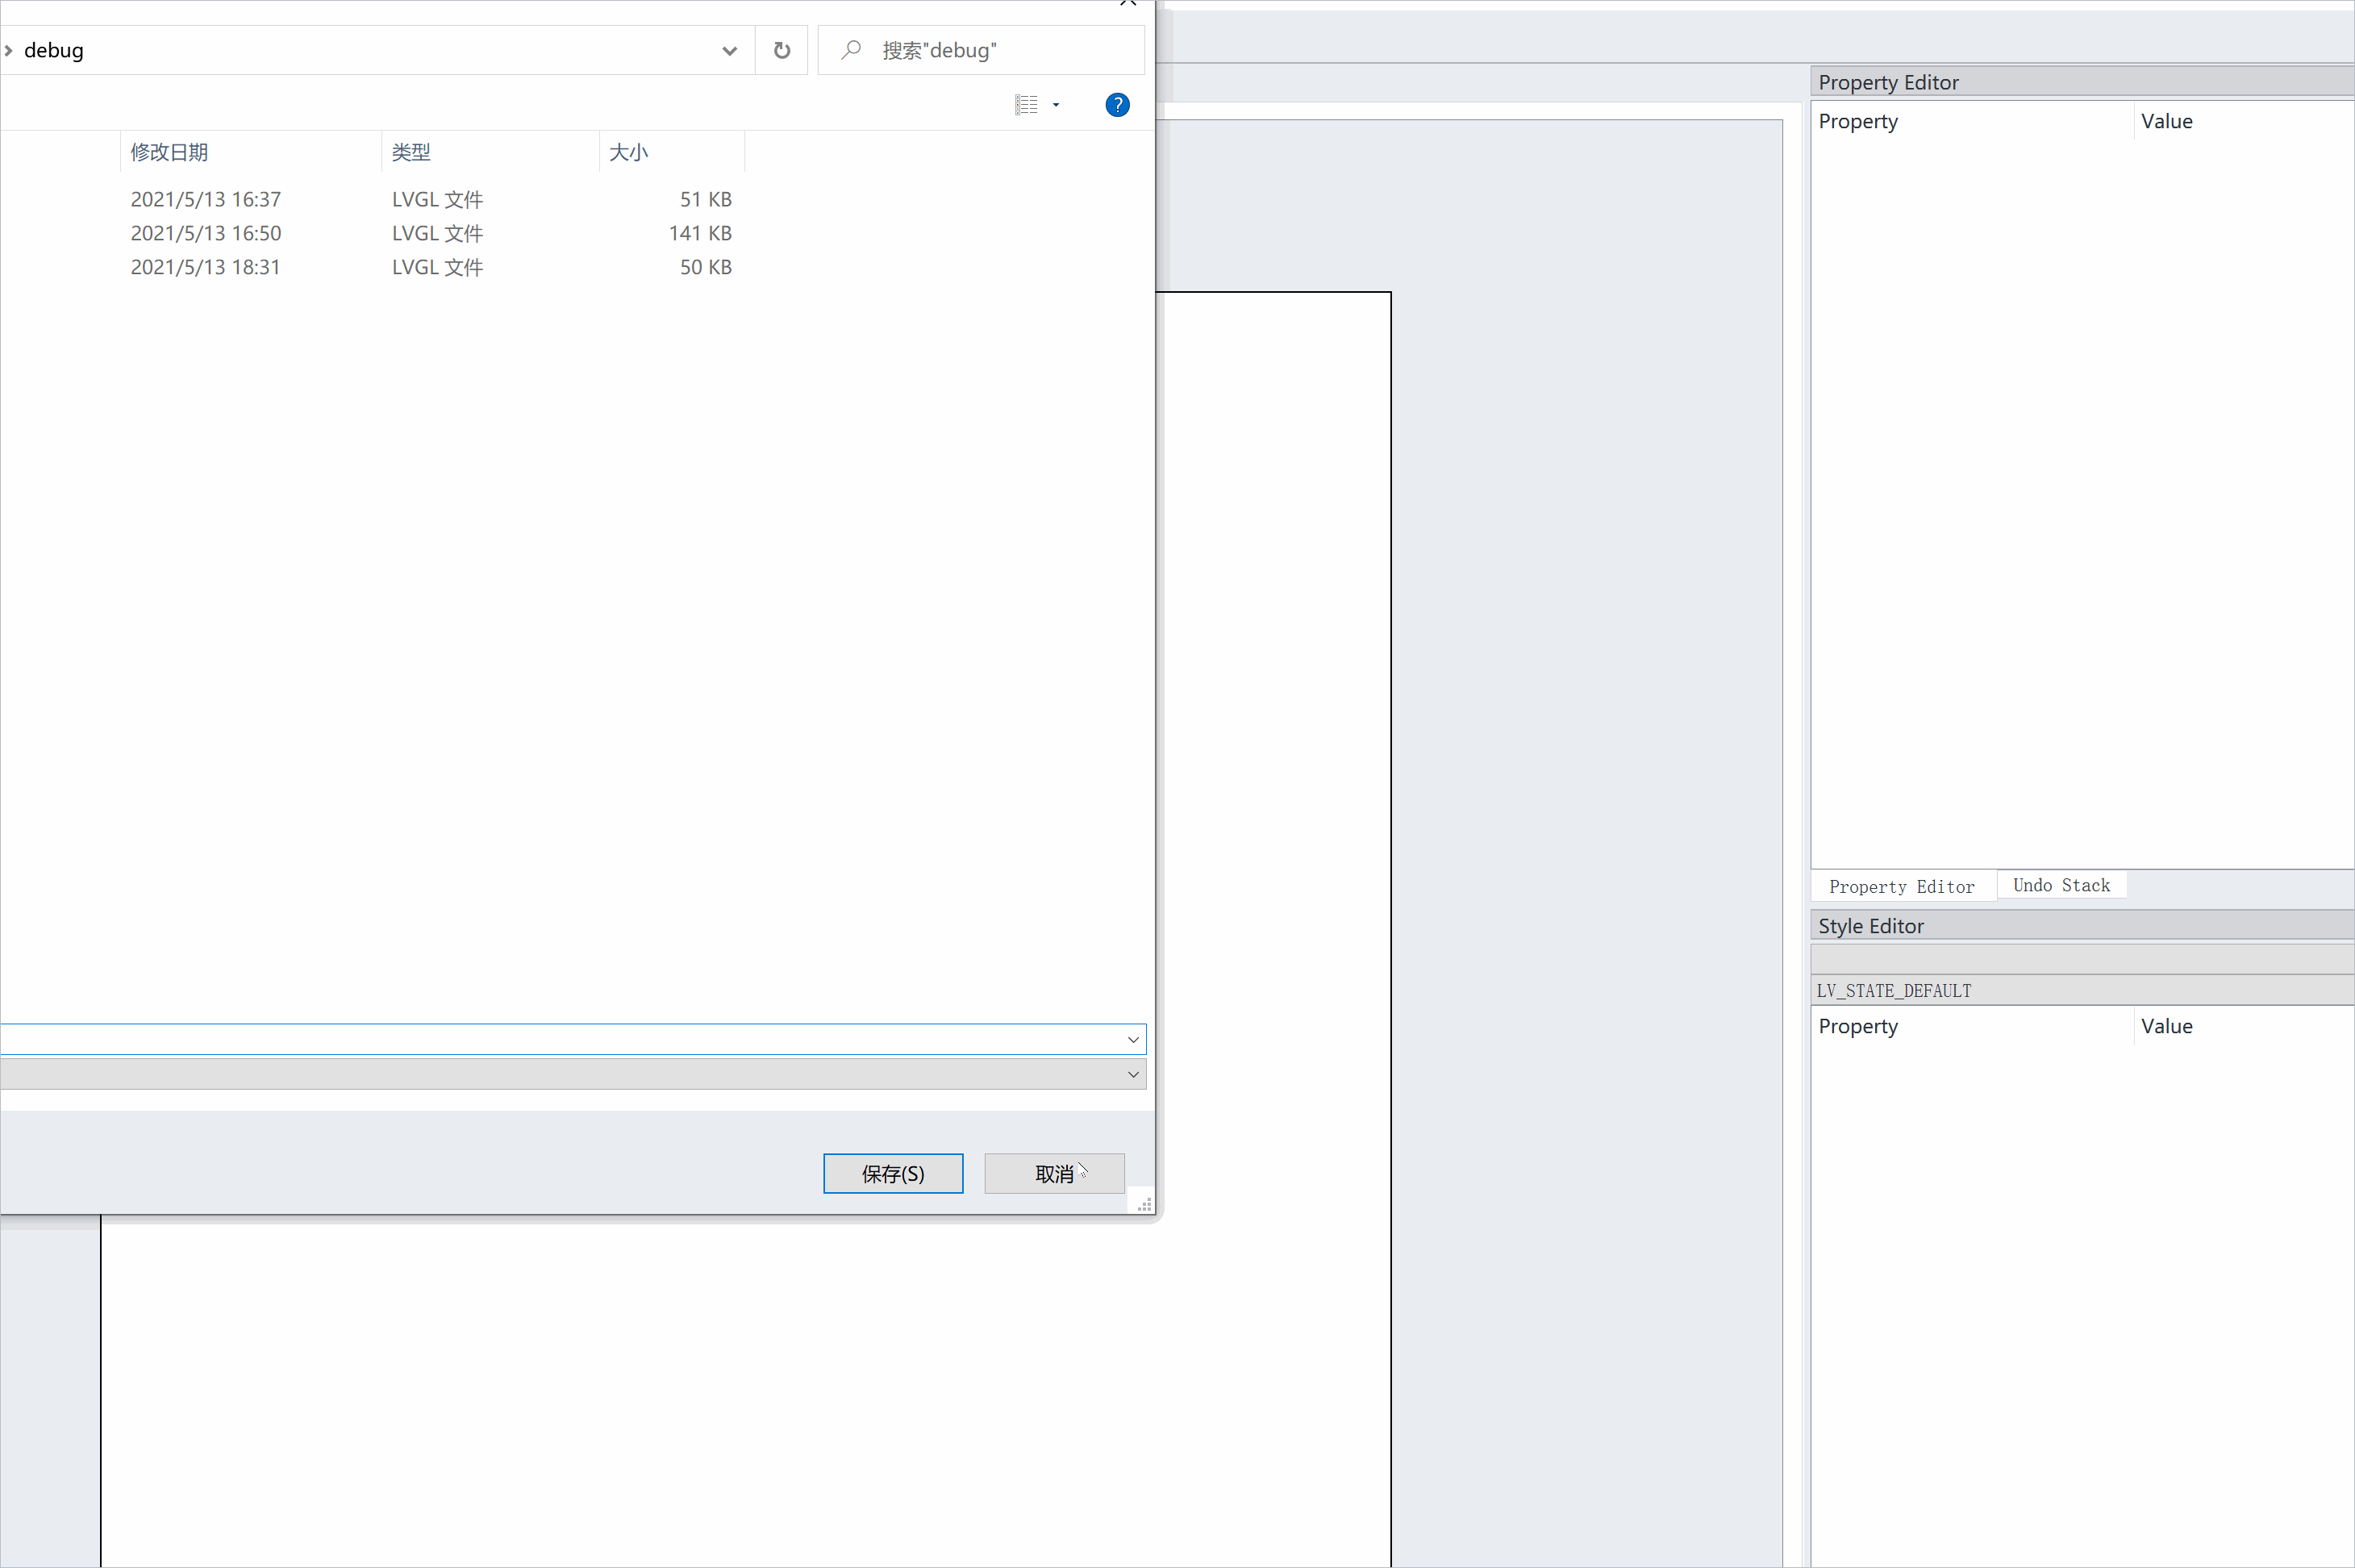 debug
搜索"debug"
?
修改日期 类型 大小
2021/5/13 16:37 LVGL 文件 51 KB
2021/5/13 16:50 LVGL 文件 141 KB
2021/5/13 18:31 LVGL 文件 50 KB
保存(S) 取消
Property Editor
Property Value
Property Editor Undo Stack
Style Editor
LV_STATE_DEFAULT
Property Value